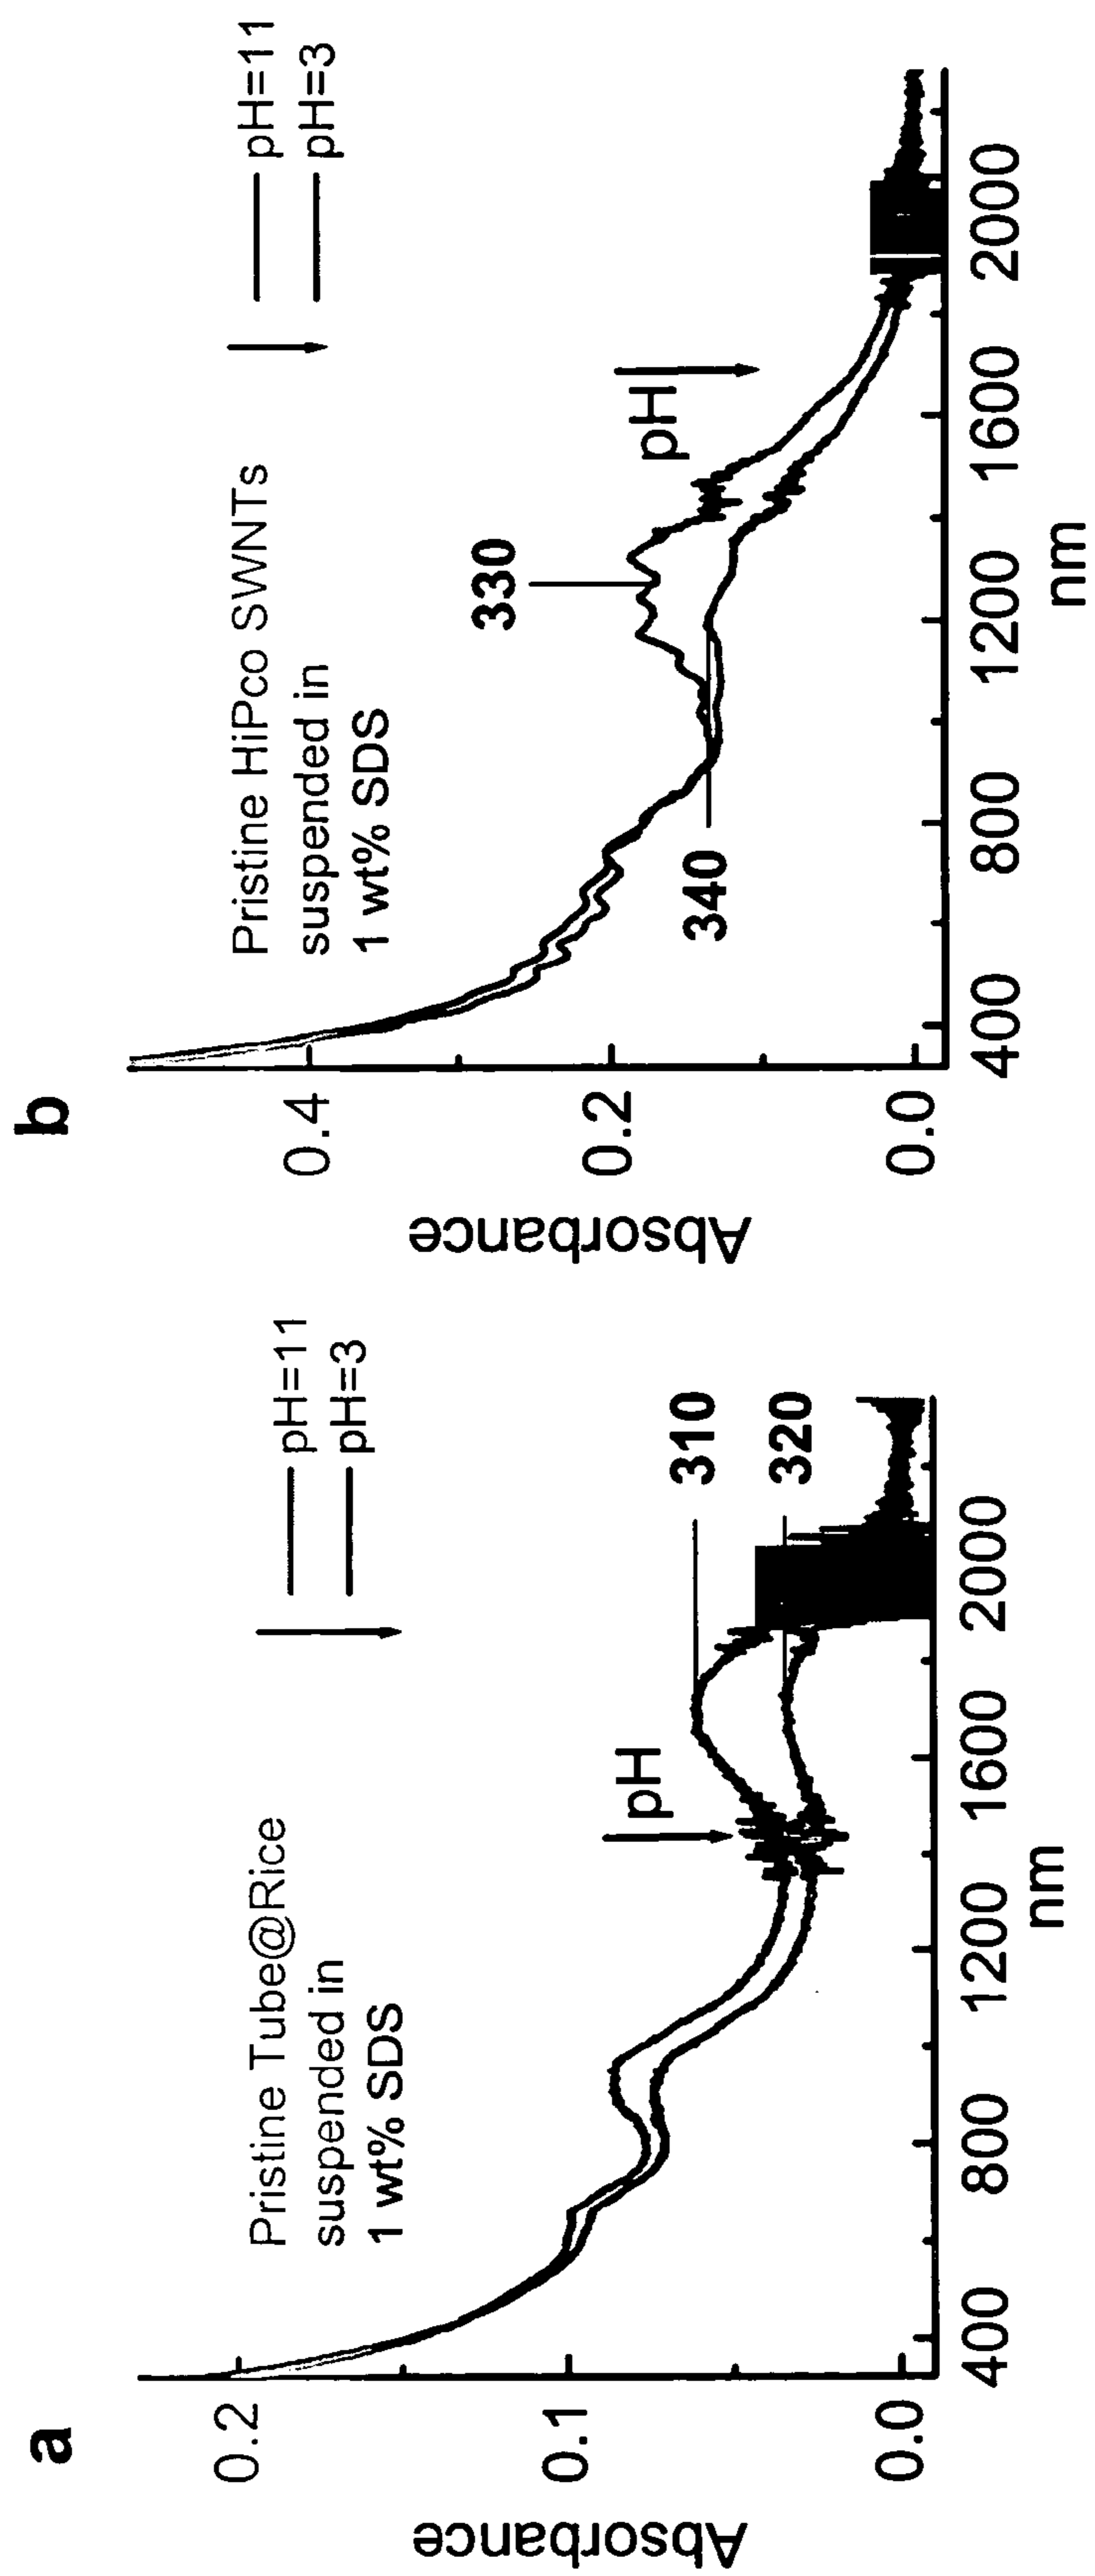 a
Absorbance
0.2
0.1
0.0
Pristine Tube@Rice
suspended in
1 wt% SDS
pH=11
pH=3
pH
310
320
400 800 1200 1600 2000
nm
b
Absorbance
0.4
0.2
0.0
Pristine HiPco SWNTs
suspended in
1 wt% SDS
pH=11
pH=3
330
pH
340
400 800 1200 1600 2000
nm